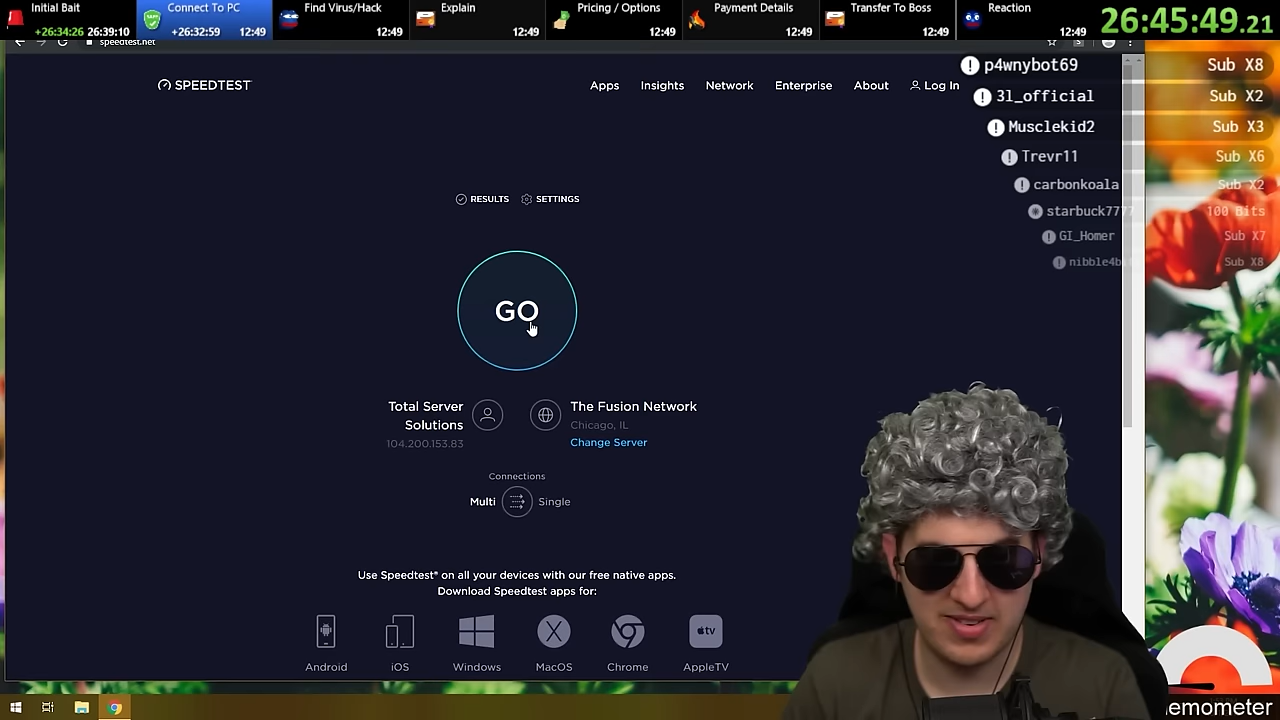 Initial Bait
+26:34:26 26:39:10
Connect To PC
+26:32:59 12:49
Find Virus/Hack
12:49
Explain
12:49
Pricing / Options
12:49
Payment Details
12:49
Transfer To Boss
12:49
Reaction
12:49
26:45:49.21
speedtest.net
SPEEDTEST
Apps
Insights
Network
Enterprise
About
Log In
p4wnybot69 Sub X8
3l_official Sub X2
Musclekid2 Sub X3
Trevr11 Sub X6
carbonkoala Sub X2
starbuck777 100 Bits
GI_Homer Sub X7
nibble4b Sub X8
RESULTS
SETTINGS
GO
Total Server
Solutions
104.200.153.83
The Fusion Network
Chicago, IL
Change Server
Connections
Multi
Single
Use Speedtest® on all your devices with our free native apps.
Download Speedtest apps for:
tv
Android
iOS
Windows
MacOS
Chrome
AppleTV
emometer